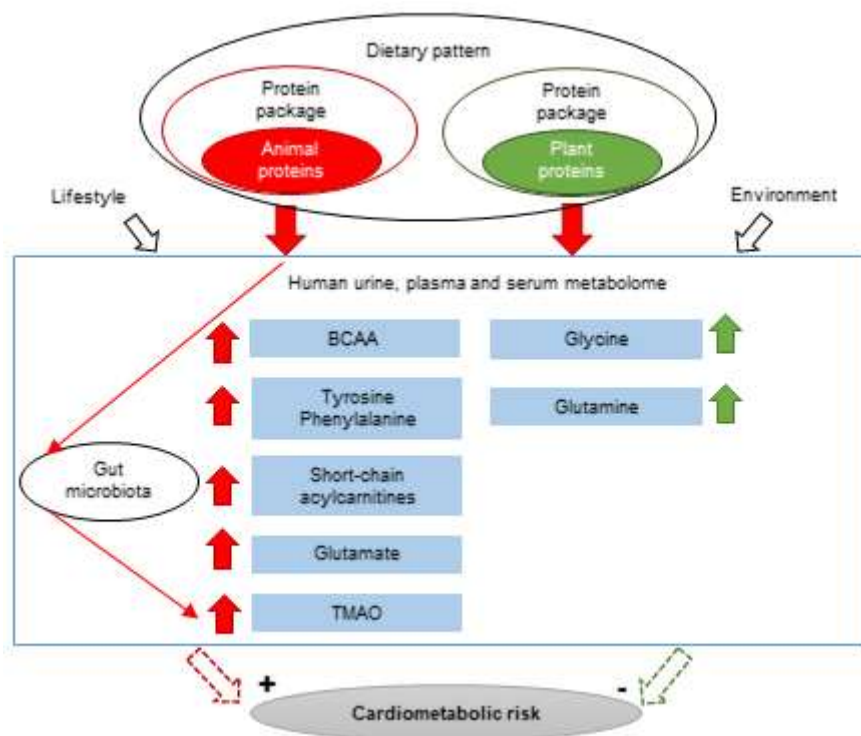 Dietary pattern
Protein
package
Animal
proteins
Protein
package
Plant
proteins
Lifestyle
Environment
Human urine, plasma and serum metabolome
BCAA
Glycine
Tyrosine
Phenylalanine
Glutamine
Gut
microbiota
Short-chain
acylcarnitines
Glutamate
TMAO
+
-
Cardiometabolic risk